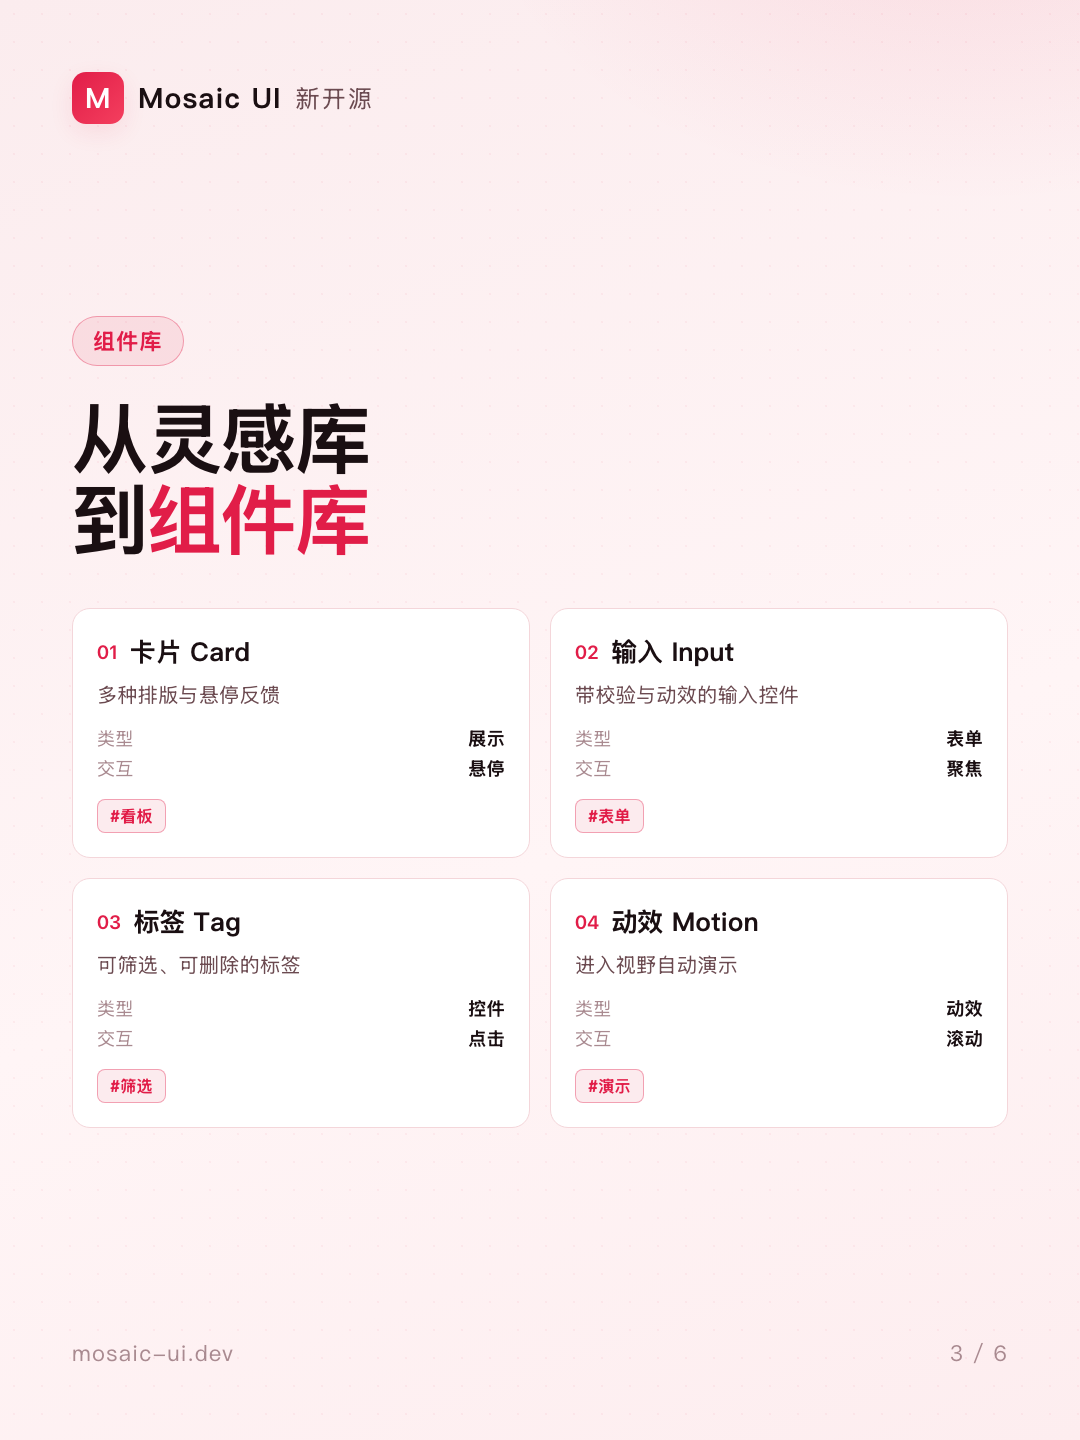 M Mosaic UI 新开源
组件库
从灵感库
到组件库
01 卡片 Card
多种排版与悬停反馈
类型 展示
交互 悬停
#看板
02 输入 Input
带校验与动效的输入控件
类型 表单
交互 聚焦
#表单
03 标签 Tag
可筛选、可删除的标签
类型 控件
交互 点击
#筛选
04 动效 Motion
进入视野自动演示
类型 动效
交互 滚动
#演示
mosaic-ui.dev
3 / 6